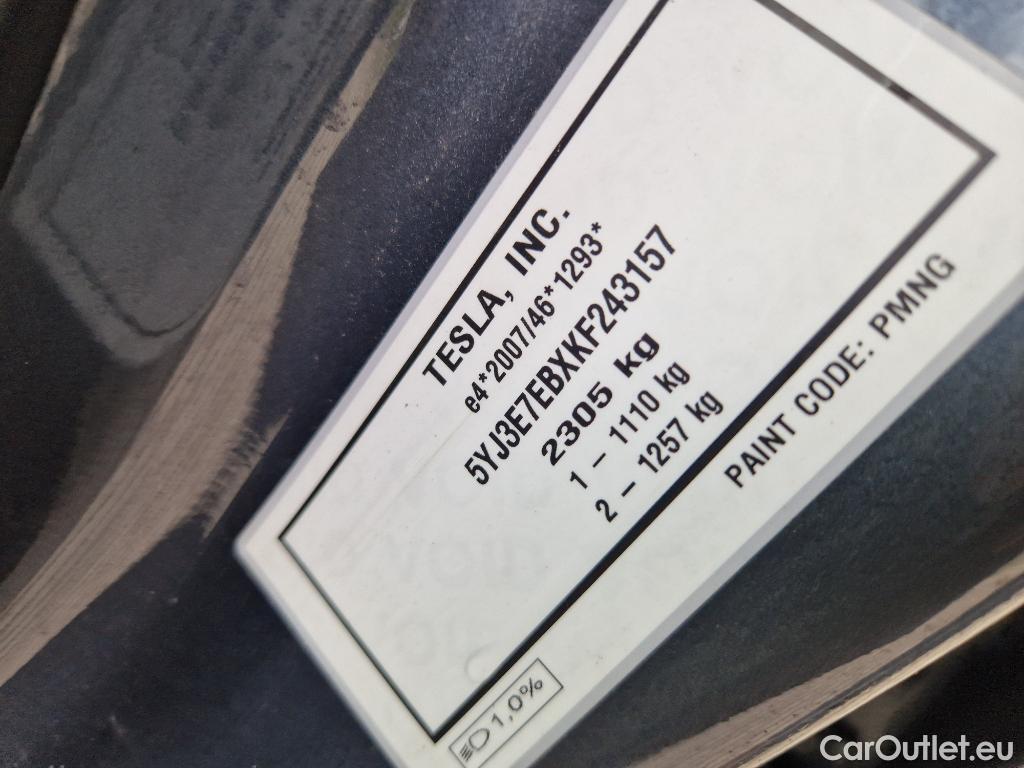 TESLA, INC.
e4*2007//46*1293*
5YJ3E7EBXKF243157
2305 kg
1 – 1110 kg
2 – 1257 kg
PAINT CODE: PMNG
1,0%
CarOutlet.eu